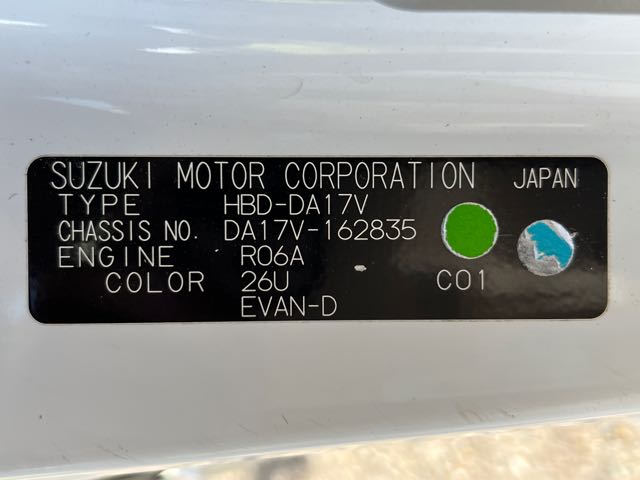 SUZUKI MOTOR CORPORATION JAPAN
TYPE HBD-DA17V
CHASSIS NO. DA17V-162835
ENGINE R06A
COLOR 26U C01
EVAN-D